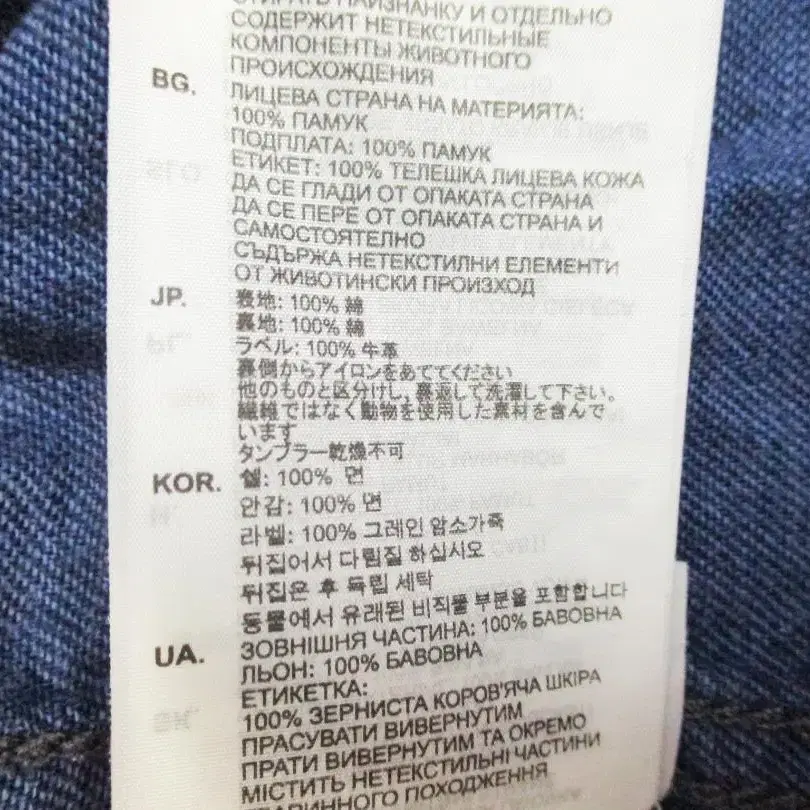 СТИРАТЬ НАИЗНАНКУ И ОТДЕЛЬНО
СОДЕРЖИТ НЕТЕКСТИЛЬНЫЕ
КОМПОНЕНТЫ ЖИВОТНОГО
ПРОИСХОЖДЕНИЯ
BG. ЛИЦЕВА СТРАНА НА МАТЕРИЯТА:
100% ПАМУК
ПОДПЛАТА: 100% ПАМУК
ЕТИКЕТ: 100% ТЕЛЕШКА ЛИЦЕВА КОЖА
ДА СЕ ГЛАДИ ОТ ОПАКАТА СТРАНА
ДА СЕ ПЕРЕ ОТ ОПАКАТА СТРАНА И
САМОСТОЯТЕЛНО
СЪДЪРЖА НЕТЕКСТИЛНИ ЕЛЕМЕНТИ
ОТ ЖИВОТИНСКИ ПРОИЗХОД
JP. 表地: 100% 綿
裏地: 100% 綿
ラベル: 100% 牛革
裏側からアイロンをあててください
他のものと区分けし, 裏返して洗濯して下さい。
繊維ではなく動物を使用した素材を含んで
います
タンブラー乾燥不可
KOR. 쉘: 100% 면
안감: 100% 면
라벨: 100% 그레인 암소가죽
뒤집어서 다림질 하십시오
뒤집은 후 독립 세탁
동물에서 유래된 비직물 부분을 포함합니다
UA. ЗОВНІШНЯ ЧАСТИНА: 100% БАВОВНА
ЛЬОН: 100% БАВОВНА
ЕТИКЕТКА:
100% ЗЕРНИСТА КОРОВ'ЯЧА ШКІРА
ПРАСУВАТИ ВИВЕРНУТИМ
ПРАТИ ВИВЕРНУТИМ ТА ОКРЕМО
МІСТИТЬ НЕТЕКСТИЛЬНІ ЧАСТИНИ
ТВАРИННОГО ПОХОДЖЕННЯ